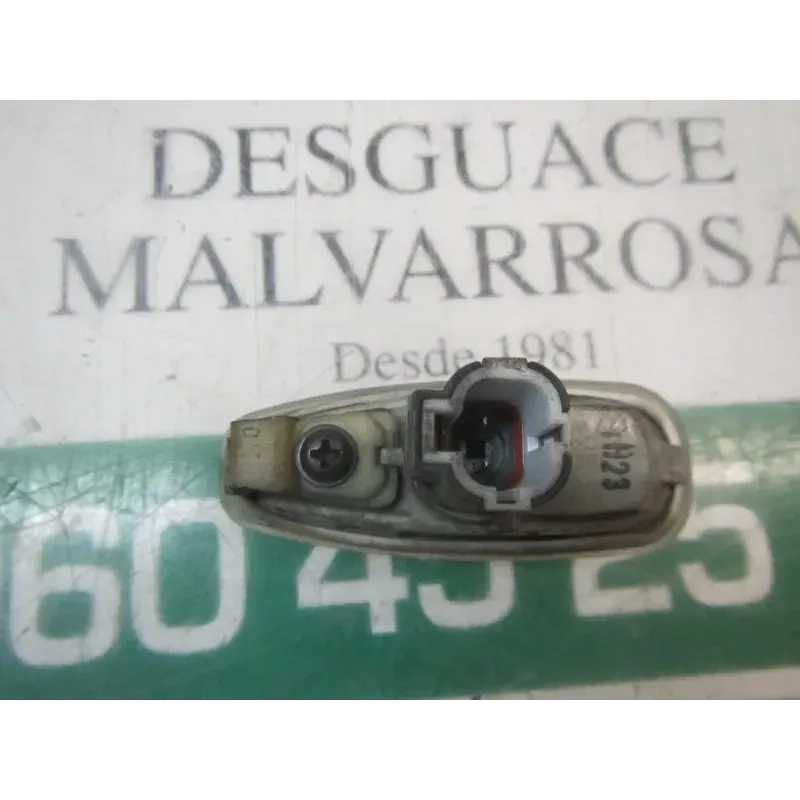 DESGUACE
MALVARROSA
Desde 1981
60 45 25